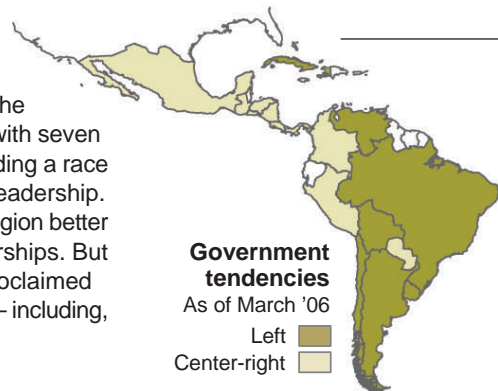 he
with seven
ding a race
eadership.
gion better
rships. But
oclaimed
– including,
Government
tendencies
As of March '06
Left
Center-right